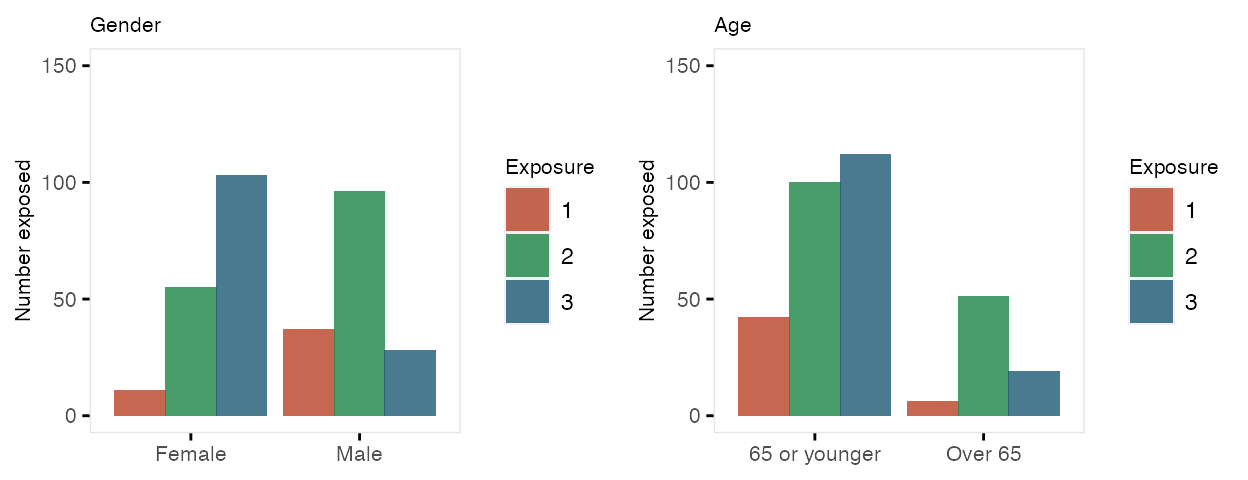 Gender
Number exposed
150
100
50
0
Female Male
Exposure
1
2
3
Age
Number exposed
150
100
50
0
65 or younger Over 65
Exposure
1
2
3